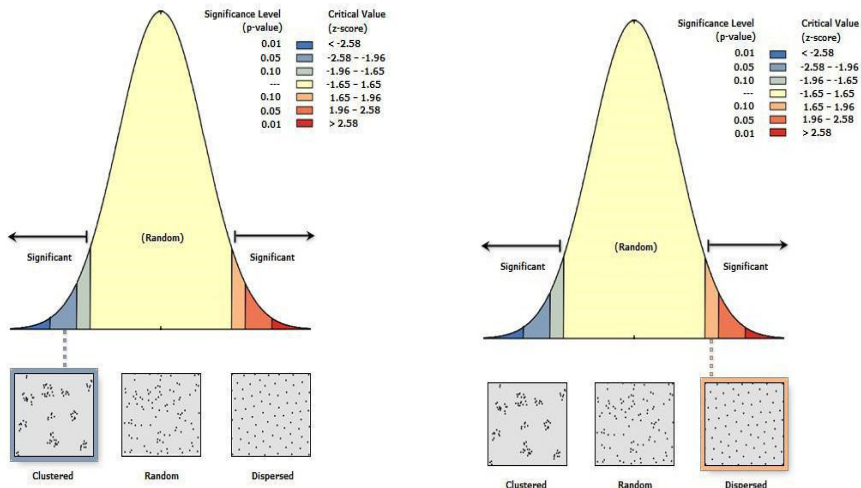 Significance Level Critical Value
(p-value) (z-score)
0.01 < -2.58
0.05 -2.58 – -1.96
0.10 -1.96 – -1.65
--- -1.65 – 1.65
0.10 1.65 – 1.96
0.05 1.96 – 2.58
0.01 > 2.58
(Random)
Significant Significant
Clustered Random Dispersed
Significance Level Critical Value
(p-value) (z-score)
0.01 < -2.58
0.05 -2.58 – -1.96
0.10 -1.96 – -1.65
--- -1.65 – 1.65
0.10 1.65 – 1.96
0.05 1.96 – 2.58
0.01 > 2.58
(Random)
Significant Significant
Clustered Random Dispersed